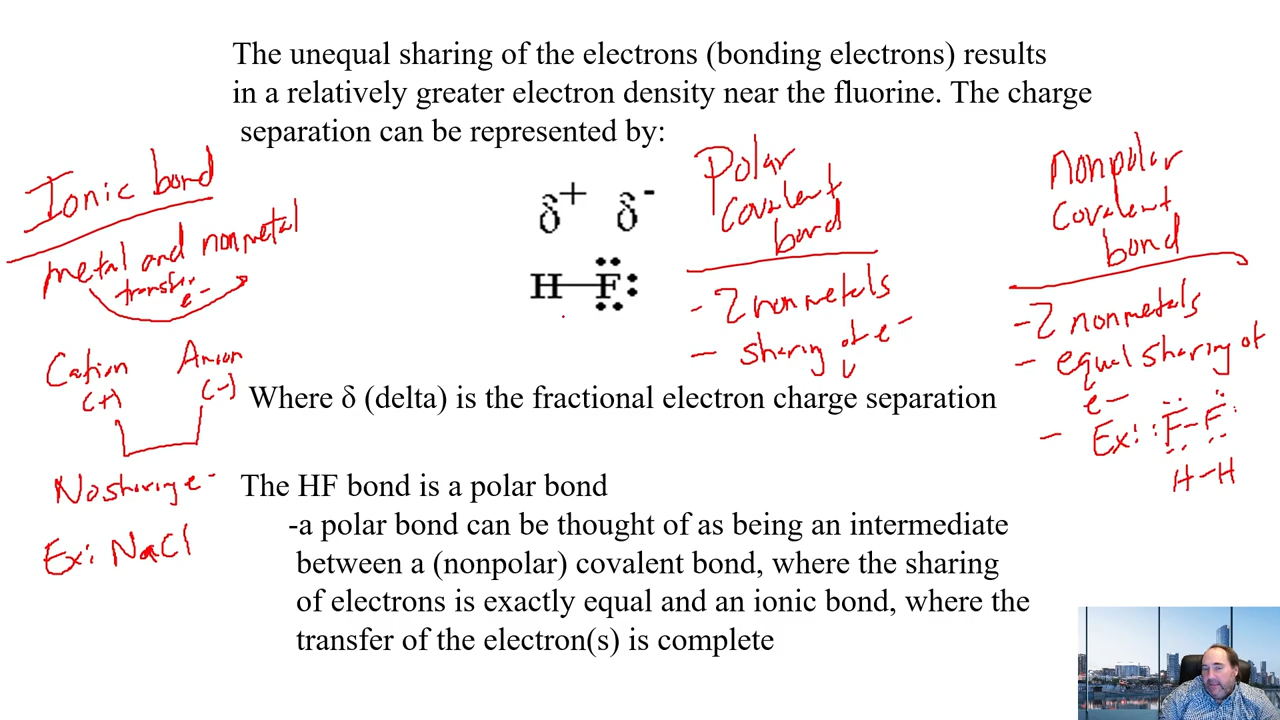 The unequal sharing of the electrons (bonding electrons) results
in a relatively greater electron density near the fluorine. The charge
separation can be represented by:
Ionic bond
metal and nonmetal
transfer
e-
Cation
Anion
(+)
(-)
No sharing e-
Ex: NaCl
δ+ δ-
H—F
Polar
covalent
bond
- 2 nonmetals
- sharing of e-
nonpolar
covalent
bond
- 2 nonmetals
- equal sharing of
e-
- Ex: F-F
H-H
Where δ (delta) is the fractional electron charge separation
The HF bond is a polar bond
-a polar bond can be thought of as being an intermediate
between a (nonpolar) covalent bond, where the sharing
of electrons is exactly equal and an ionic bond, where the
transfer of the electron(s) is complete